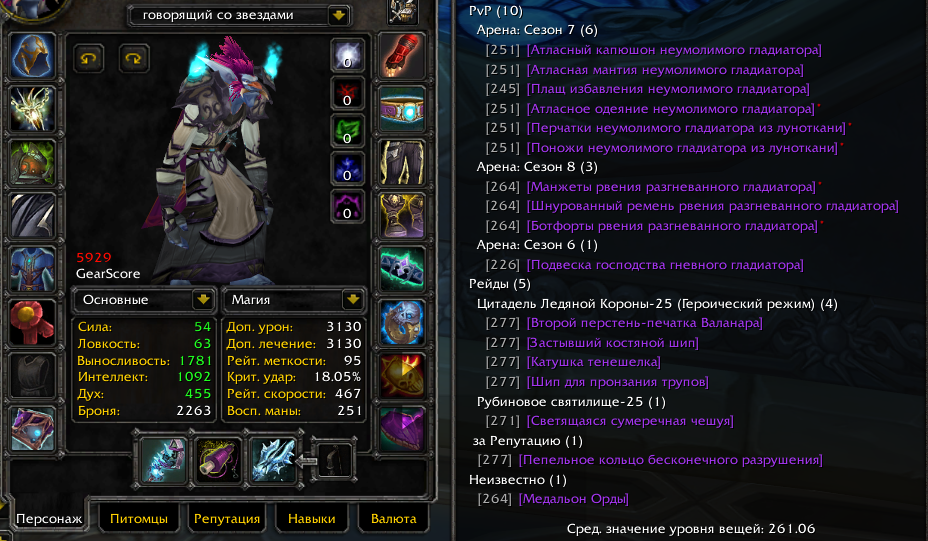 говорящий со звездами
0
0
0
0
0
5929
GearScore
Основные
Магия
Сила: 54
Ловкость: 63
Выносливость: 1781
Интеллект: 1092
Дух: 455
Броня: 2263
Доп. урон: 3130
Доп. лечение: 3130
Рейт. меткости: 95
Крит. удар: 18.05%
Рейт. скорости: 467
Восп. маны: 251
Персонаж
Питомцы
Репутация
Навыки
Валюта
PvP (10)
Арена: Сезон 7 (6)
[251] [Атласный капюшон неумолимого гладиатора]
[251] [Атласная мантия неумолимого гладиатора]
[245] [Плащ избавления неумолимого гладиатора]
[251] [Атласное одеяние неумолимого гладиатора]*
[251] [Перчатки неумолимого гладиатора из луноткани]*
[251] [Поножи неумолимого гладиатора из луноткани]*
Арена: Сезон 8 (3)
[264] [Манжеты рвения разгневанного гладиатора]*
[264] [Шнурованный ремень рвения разгневанного гладиатора]
[264] [Ботфорты рвения разгневанного гладиатора]*
Арена: Сезон 6 (1)
[226] [Подвеска господства гневного гладиатора]
Рейды (5)
Цитадель Ледяной Короны-25 (Героический режим) (4)
[277] [Второй перстень-печатка Валанара]
[277] [Застывший костяной шип]
[277] [Катушка тенешелка]
[277] [Шип для пронзания трупов]
Рубиновое святилище-25 (1)
[271] [Светящаяся сумеречная чешуя]
за Репутацию (1)
[277] [Пепельное кольцо бесконечного разрушения]
Неизвестно (1)
[264] [Медальон Орды]
Сред. значение уровня вещей: 261.06